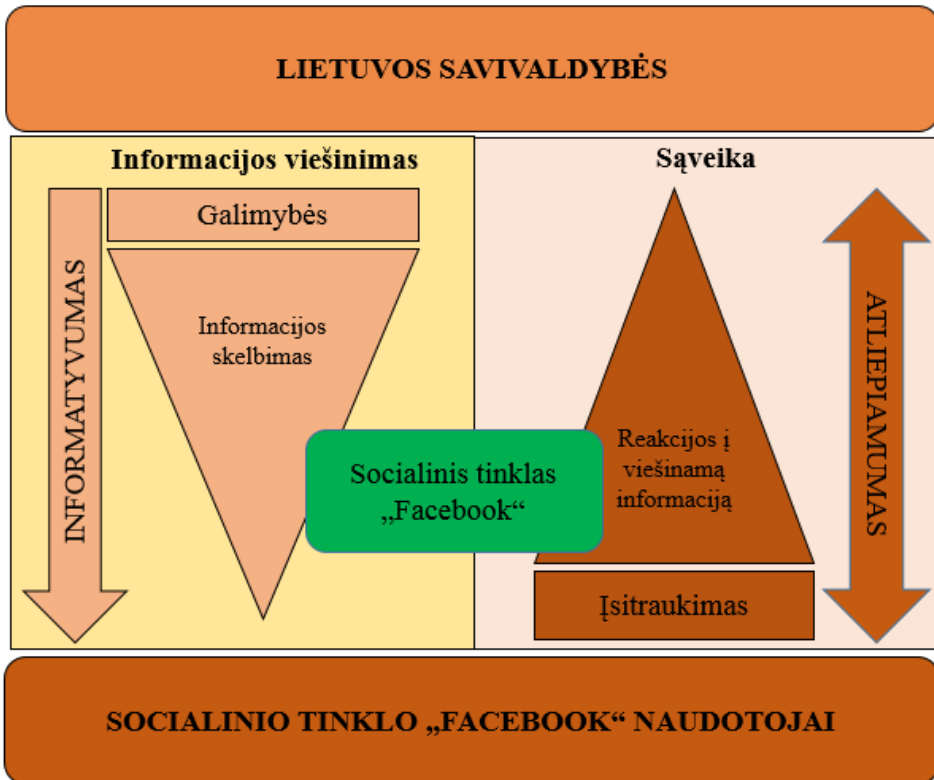 LIETUVOS SAVIVALDYBĖS
Informacijos viešinimas
Galimybės
Informacijos
skelbimas
INFORMATYVUMAS
Sąveika
Reakcijos į
viešinamą
informaciją
Įsitraukimas
ATLIEPIAMUMAS
Socialinis tinklas
„Facebook“
SOCIALINIO TINKLO „FACEBOOK“ NAUDOTOJAI